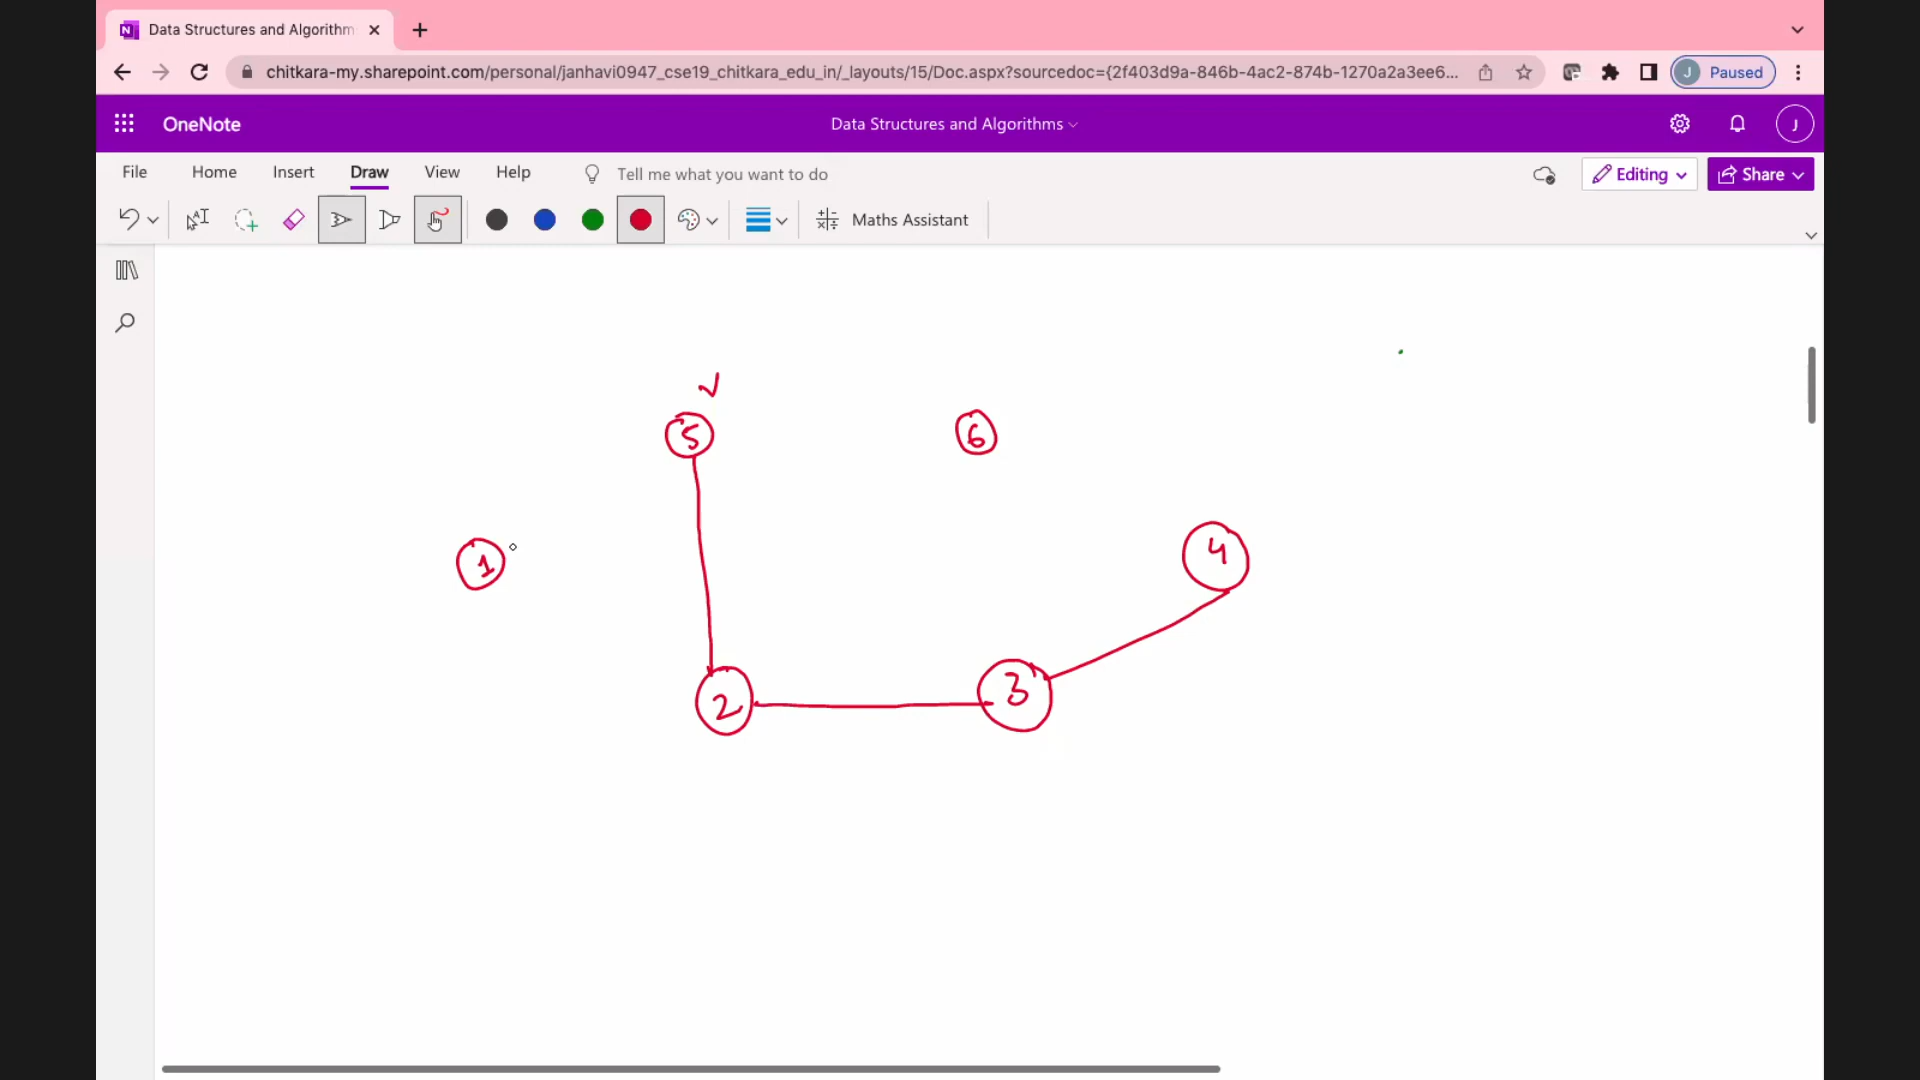 Data Structures and Algorithm
chitkara-my.sharepoint.com/personal/janhavi0947_cse19_chitkara_edu_in/_layouts/15/Doc.aspx?sourcedoc={2f403d9a-846b-4ac2-874b-1270a2a3ee6...
J Paused
OneNote
Data Structures and Algorithms
J
File Home Insert Draw View Help Tell me what you want to do
Editing Share
Maths Assistant
5 6
1 4
2 3